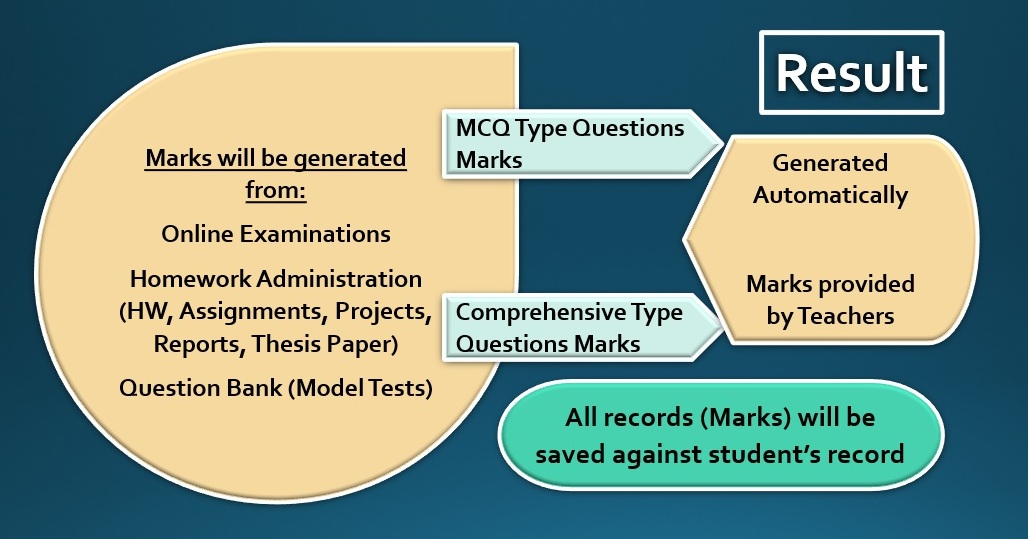 Result
Marks will be generated
from:
Online Examinations
Homework Administration
(HW, Assignments, Projects,
Reports, Thesis Paper)
Question Bank (Model Tests)
MCQ Type Questions
Marks
Comprehensive Type
Questions Marks
Generated
Automatically
Marks provided
by Teachers
All records (Marks) will be
saved against student’s record